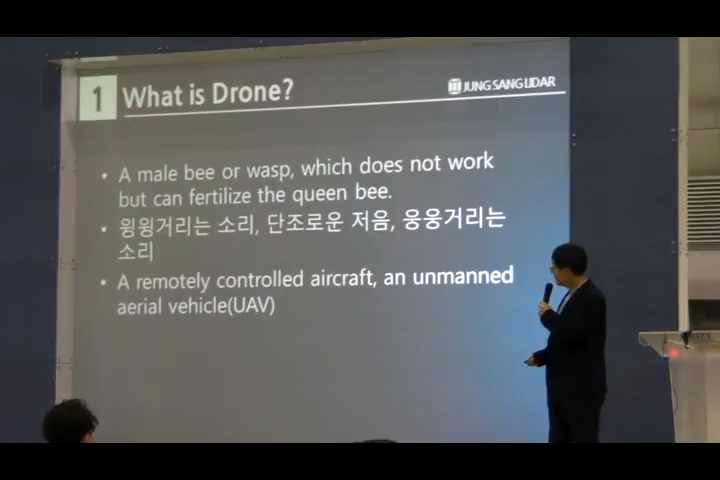 1 What is Drone?
JUNG SANG LIDAR
• A male bee or wasp, which does not work
but can fertilize the queen bee.
• 윙윙거리는 소리, 단조로운 저음, 웅웅거리는
소리
• A remotely controlled aircraft, an unmanned
aerial vehicle(UAV)